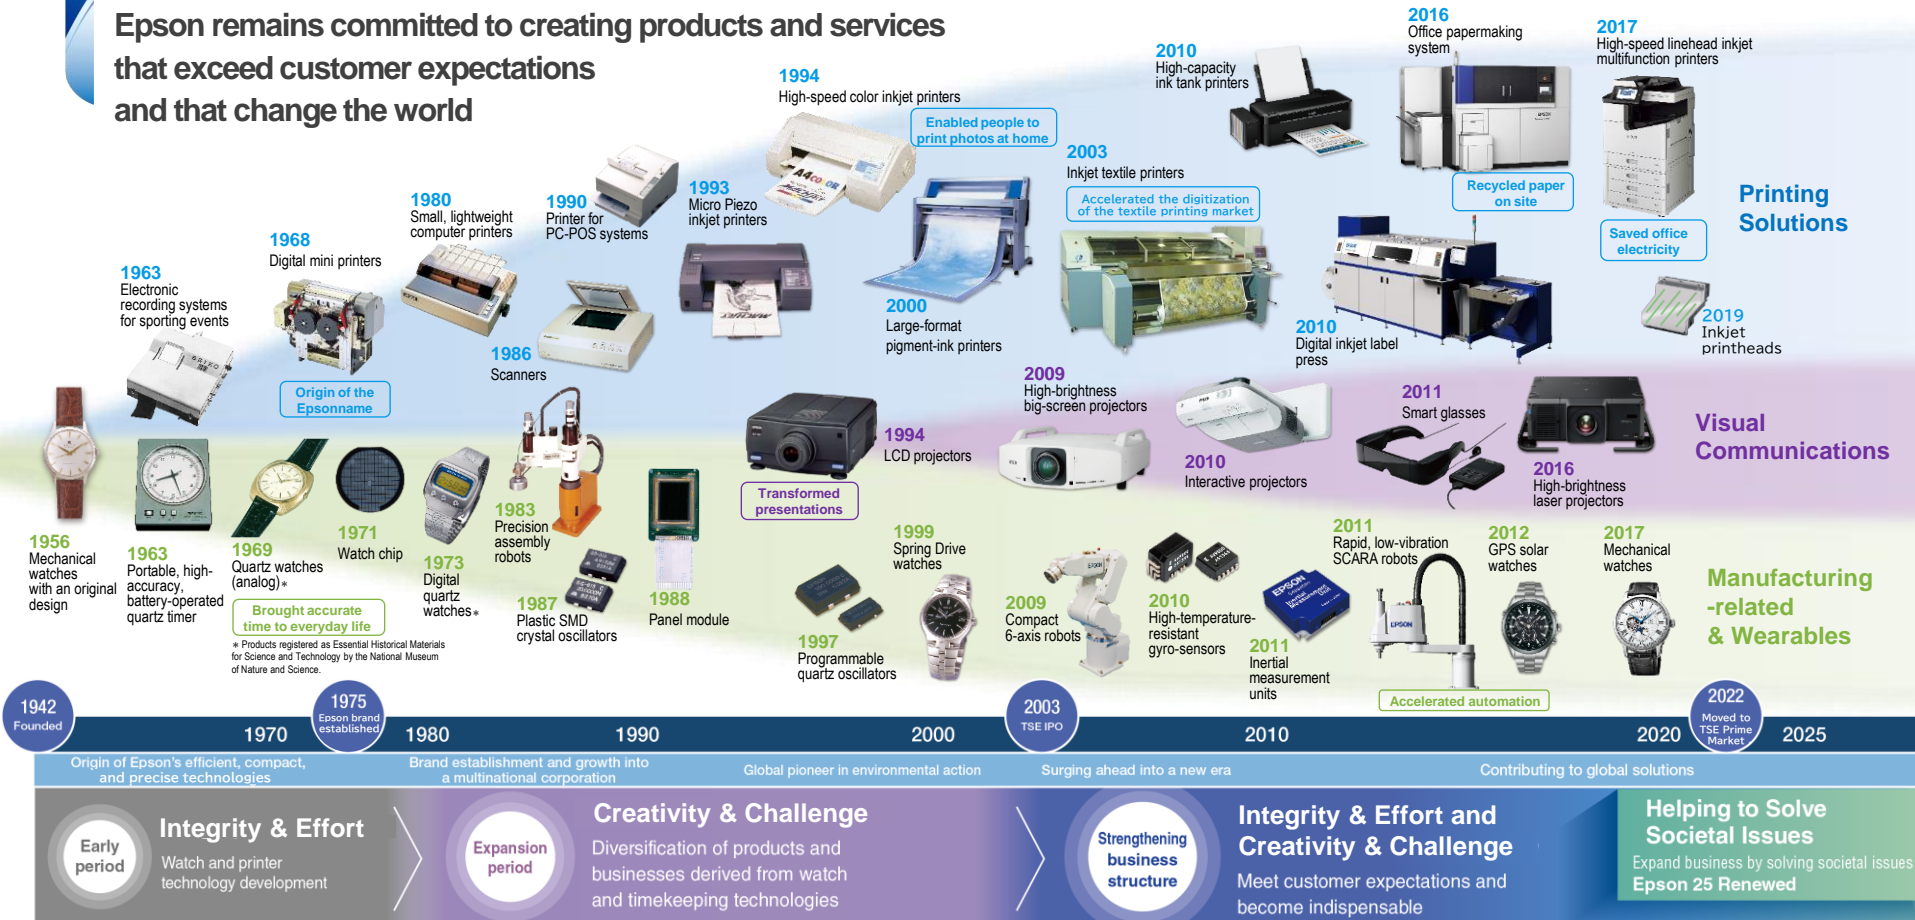 Epson remains committed to creating products and services
that exceed customer expectations
and that change the world
1994
High-speed color inkjet printers
Enabled people to
print photos at home
2010
High-capacity
ink tank printers
2016
Office papermaking
system
2017
High-speed linehead inkjet
multifunction printers
Recycled paper
on site
Saved office
electricity
Printing
Solutions
2003
Inkjet textile printers
Accelerated the digitization
of the textile printing market
1980
Small, lightweight
computer printers
1990
Printer for
PC-POS systems
1993
Micro Piezo
inkjet printers
1968
Digital mini printers
1963
Electronic
recording systems
for sporting events
Origin of the
Epsonname
1986
Scanners
2000
Large-format
pigment-ink printers
2010
Digital inkjet label
press
2019
Inkjet
printheads
A4COLOR
EPSON
2009
High-brightness
big-screen projectors
2011
Smart glasses
Visual
Communications
1994
LCD projectors
Transformed
presentations
2010
Interactive projectors
2016
High-brightness
laser projectors
1956
Mechanical
watches
with an original
design
1963
Portable, high-
accuracy,
battery-operated
quartz timer
1969
Quartz watches
(analog)*
Brought accurate
time to everyday life
* Products registered as Essential Historical Materials
for Science and Technology by the National Museum
of Nature and Science.
1971
Watch chip
1973
Digital
quartz
watches*
1983
Precision
assembly
robots
1987
Plastic SMD
crystal oscillators
1988
Panel module
1997
Programmable
quartz oscillators
1999
Spring Drive
watches
2009
Compact
6-axis robots
EPSON
2010
High-temperature-
resistant
gyro-sensors
2011
Inertial
measurement
units
EPSON
Inertial
Measurement
Unit
2011
Rapid, low-vibration
SCARA robots
EPSON
Accelerated automation
2012
GPS solar
watches
2017
Mechanical
watches
Manufacturing
-related
& Wearables
1942
Founded
1970
1975
Epson brand
established
1980
1990
2000
2003
TSE IPO
2010
2020
2022
Moved to
TSE Prime
Market
2025
Origin of Epson's efficient, compact,
and precise technologies
Brand establishment and growth into
a multinational corporation
Global pioneer in environmental action
Surging ahead into a new era
Contributing to global solutions
Early
period
Integrity & Effort
Watch and printer
technology development
Expansion
period
Creativity & Challenge
Diversification of products and
businesses derived from watch
and timekeeping technologies
Strengthening
business
structure
Integrity & Effort and
Creativity & Challenge
Meet customer expectations and
become indispensable
Helping to Solve
Societal Issues
Expand business by solving societal issues
Epson 25 Renewed